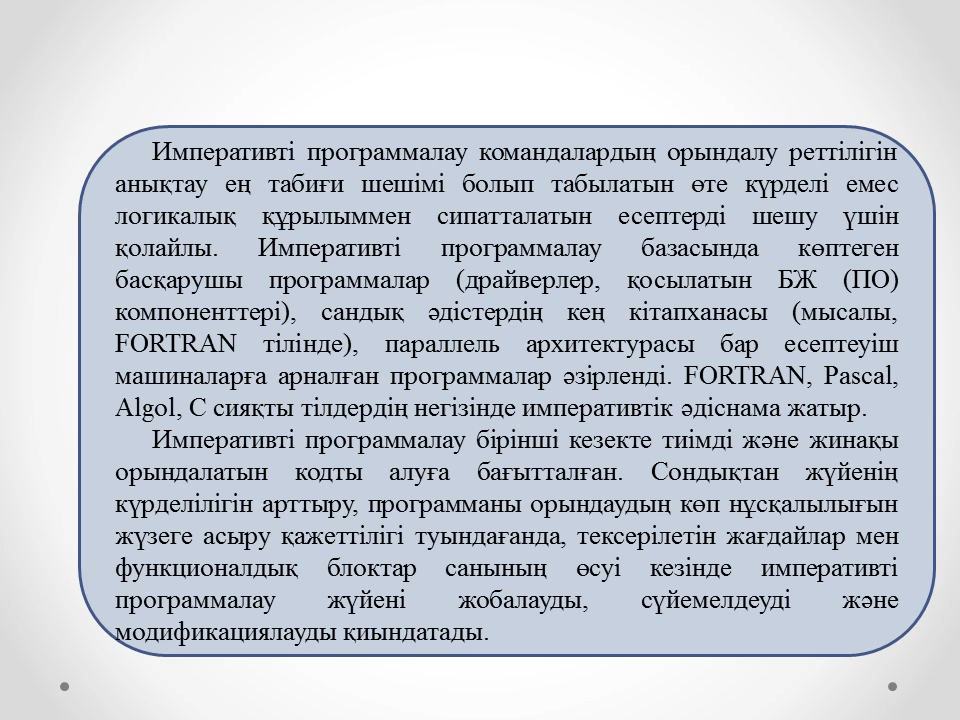 Императивті программалау командалардың орындалу реттілігін
анықтау ең табиғи шешімі болып табылатын өте күрделі емес
логикалық құрылыммен сипатталатын есептерді шешу үшін
қолайлы. Императивті программалау базасында көптеген
басқарушы программалар (драйверлер, қосылатын БЖ (ПО)
компоненттері), сандық әдістердің кең кітапханасы (мысалы,
FORTRAN тілінде), параллель архитектурасы бар есептеуіш
машиналарға арналған программалар әзірленді. FORTRAN, Pascal,
Algol, C сияқты тілдердің негізінде императивтік әдіснама жатыр.
Императивті программалау бірінші кезекте тиімді және жинақы
орындалатын кодты алуға бағытталған. Сондықтан жүйенің
күрделілігін арттыру, программаны орындаудың көп нұсқалылығын
жүзеге асыру қажеттілігі туындағанда, тексерілетін жағдайлар мен
функционалдық блоктар санының өсуі кезінде императивті
программалау жүйені жобалауды, сүйемелдеуді және
модификациялауды қиындатады.